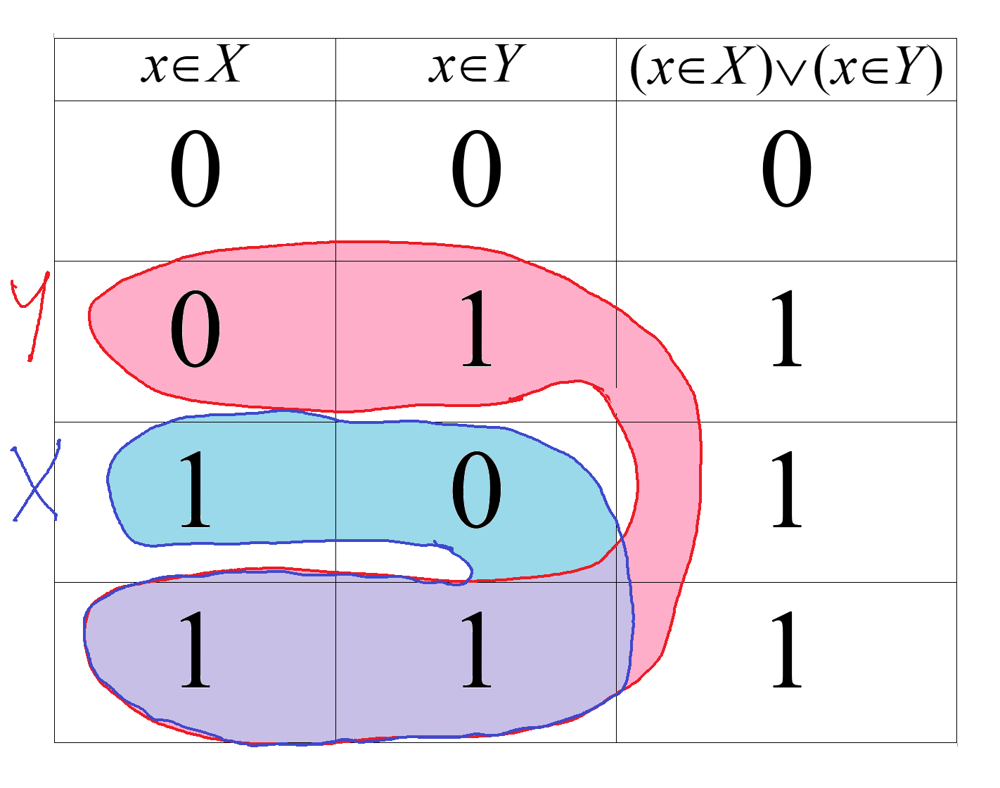 x∈X x∈Y (x∈X)∨(x∈Y)
0 0 0
Y 0 1 1
X 1 0 1
1 1 1